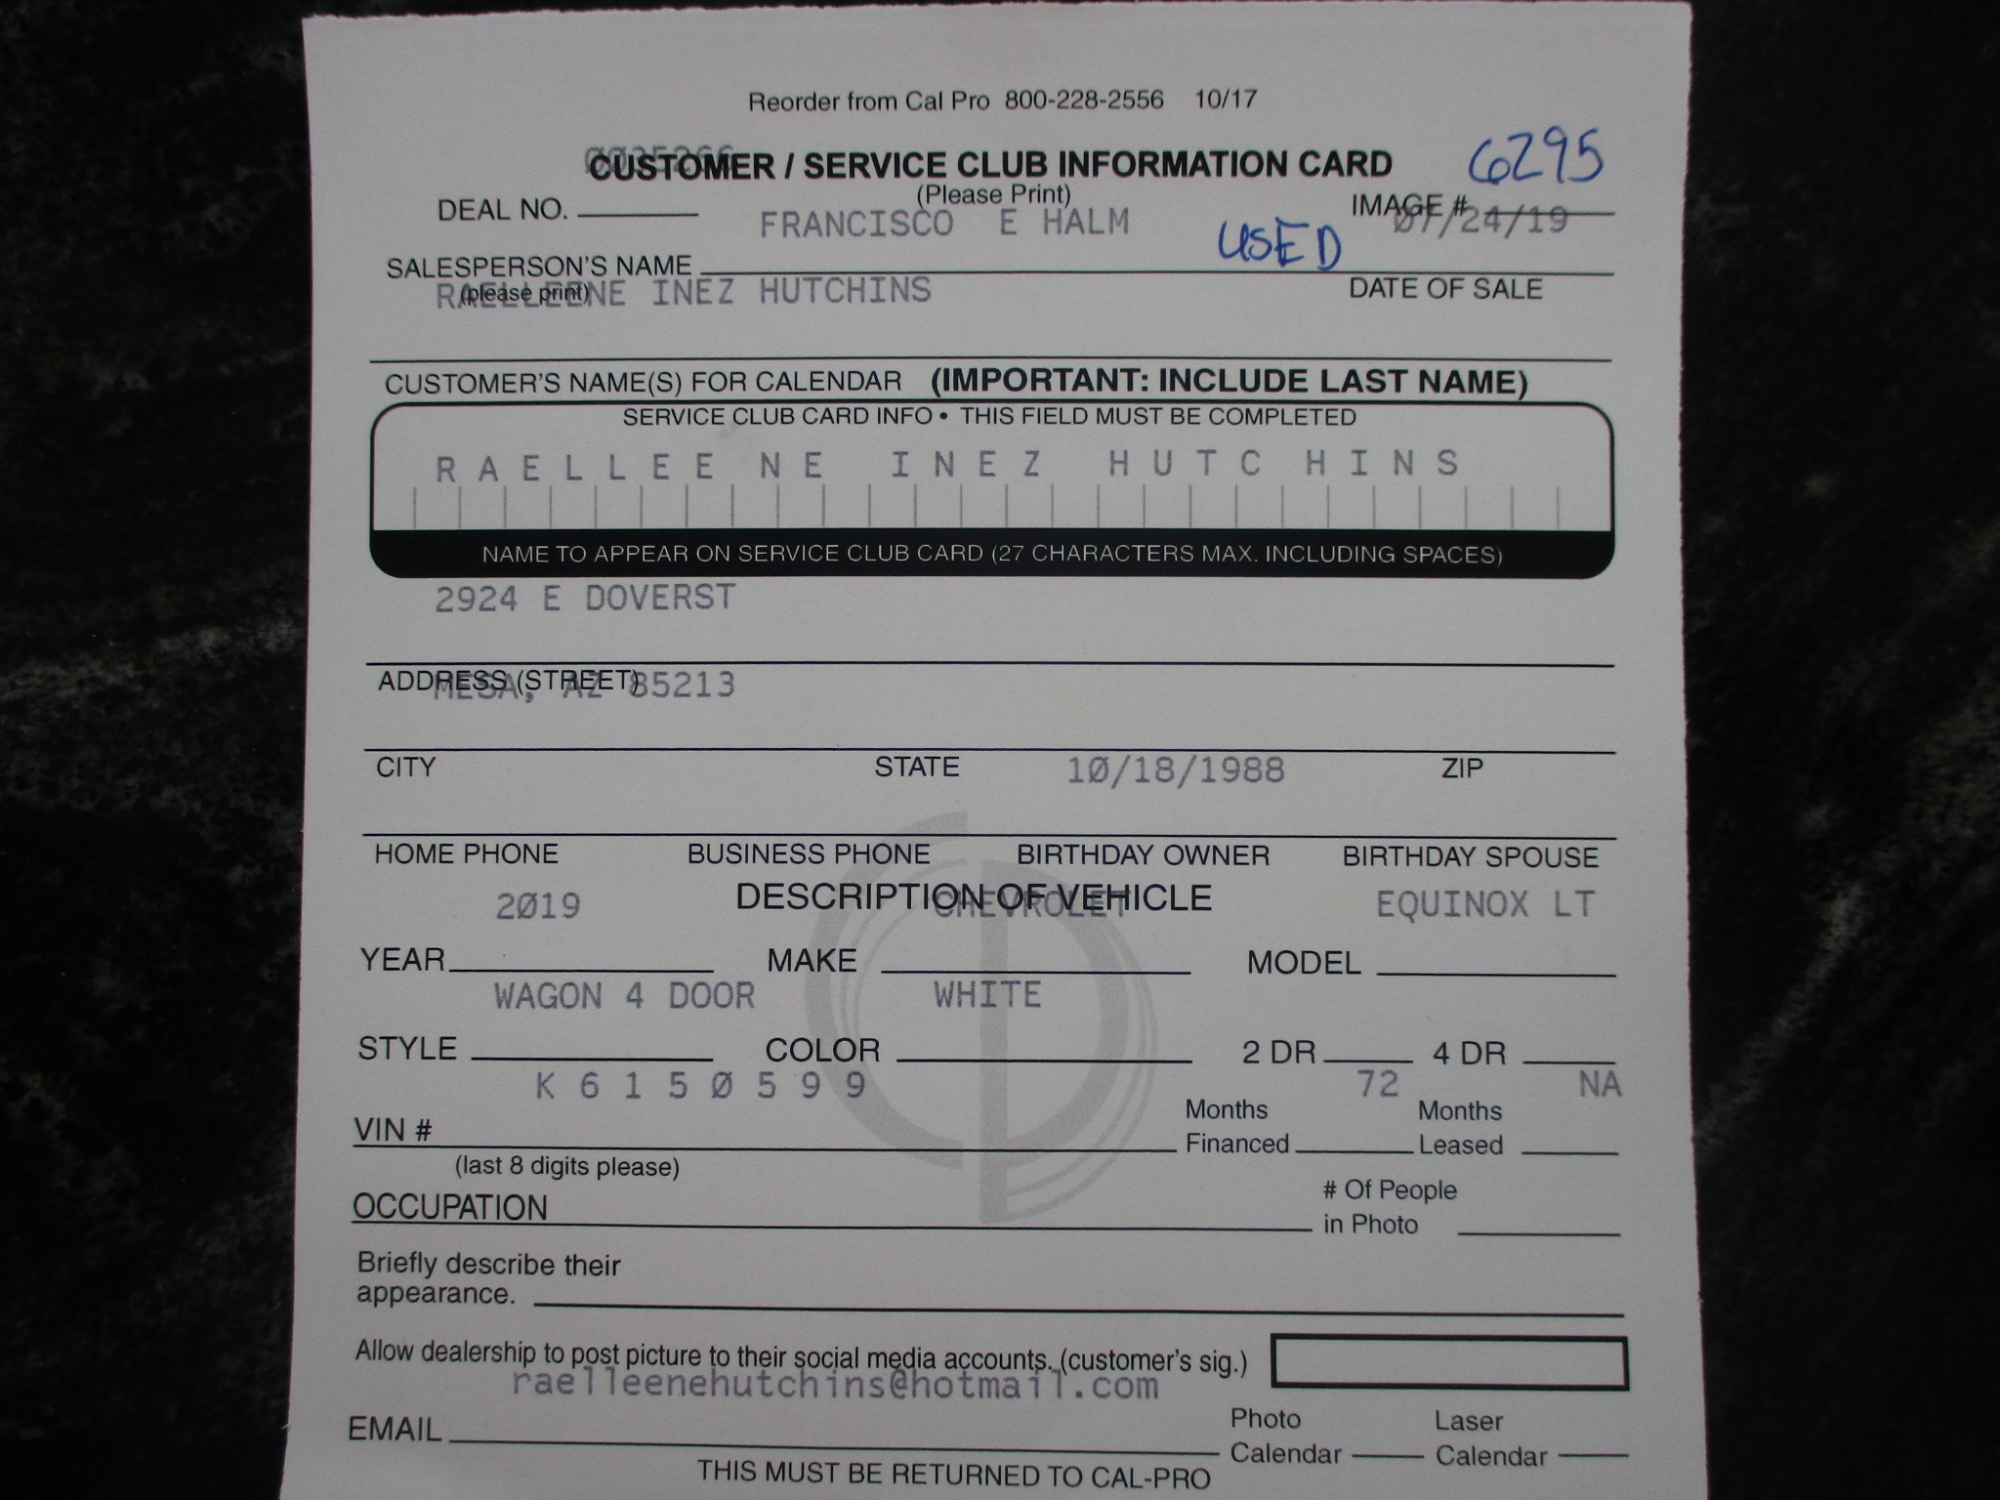 Reorder from Cal Pro 800-228-2556 10/17
CUSTOMER / SERVICE CLUB INFORMATION CARD 6295
(Please Print)
DEAL NO. IMAGE # 07/24/19
FRANCISCO E HALM USED
SALESPERSON'S NAME
(please print) DATE OF SALE
RAELLEENE INEZ HUTCHINS
CUSTOMER'S NAME(S) FOR CALENDAR (IMPORTANT: INCLUDE LAST NAME)
SERVICE CLUB CARD INFO • THIS FIELD MUST BE COMPLETED
RAELLEENE INEZ HUTCHINS
NAME TO APPEAR ON SERVICE CLUB CARD (27 CHARACTERS MAX. INCLUDING SPACES)
2924 E DOVERST
ADDRESS (STREET)
MESA, AZ 85213
CITY STATE ZIP
10/18/1988
HOME PHONE BUSINESS PHONE BIRTHDAY OWNER BIRTHDAY SPOUSE
DESCRIPTION OF VEHICLE
2019 CHEVROLET EQUINOX LT
YEAR MAKE MODEL
WAGON 4 DOOR WHITE
STYLE COLOR 2 DR 4 DR
K6150599 72 NA
VIN # Months Financed Months Leased
(last 8 digits please)
OCCUPATION # Of People in Photo
Briefly describe their
appearance.
Allow dealership to post picture to their social media accounts. (customer's sig.)
raelleenehutchins@hotmail.com
EMAIL Photo Calendar Laser Calendar
THIS MUST BE RETURNED TO CAL-PRO